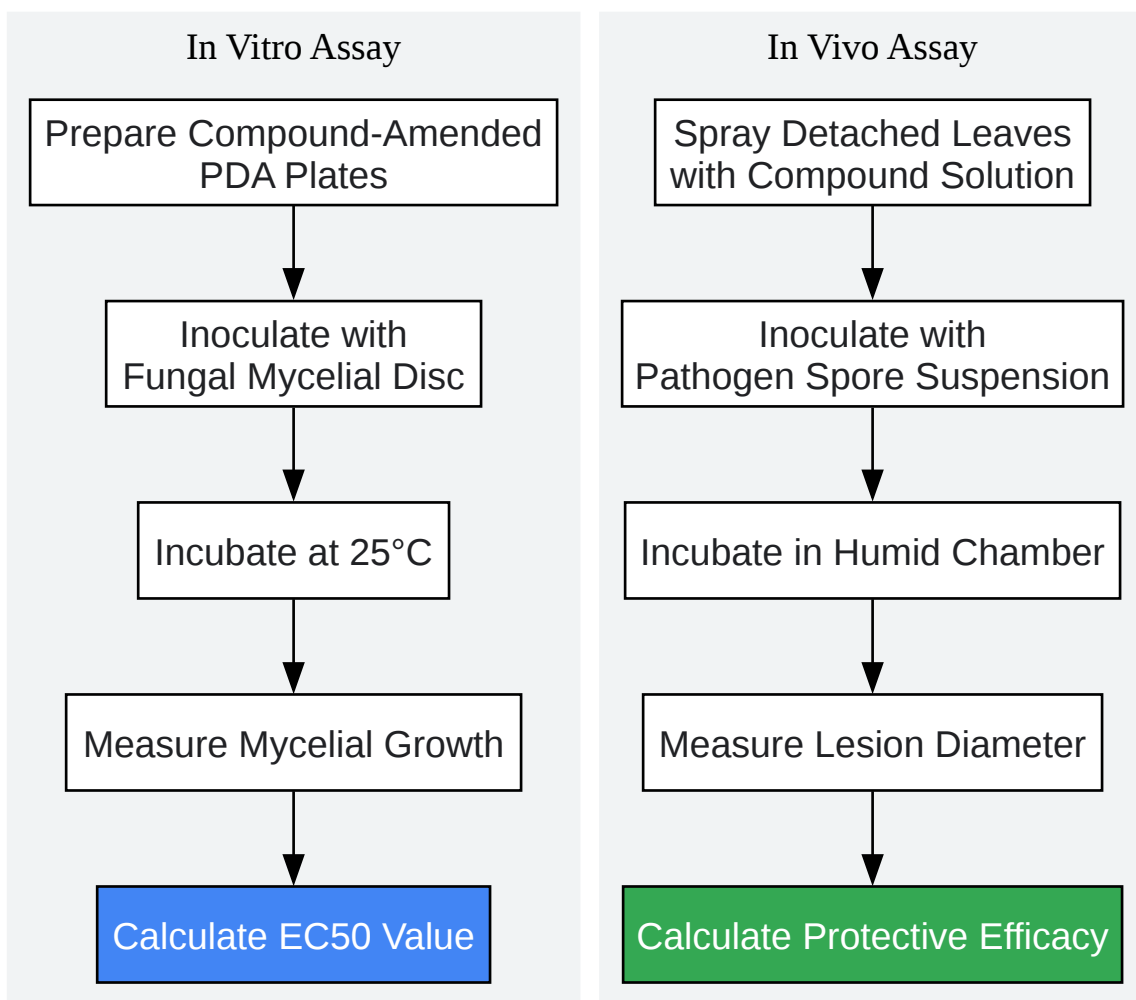 In Vitro Assay
Prepare Compound-Amended
PDA Plates
Inoculate with
Fungal Mycelial Disc
Incubate at 25°C
Measure Mycelial Growth
Calculate EC50 Value
In Vivo Assay
Spray Detached Leaves
with Compound Solution
Inoculate with
Pathogen Spore Suspension
Incubate in Humid Chamber
Measure Lesion Diameter
Calculate Protective Efficacy